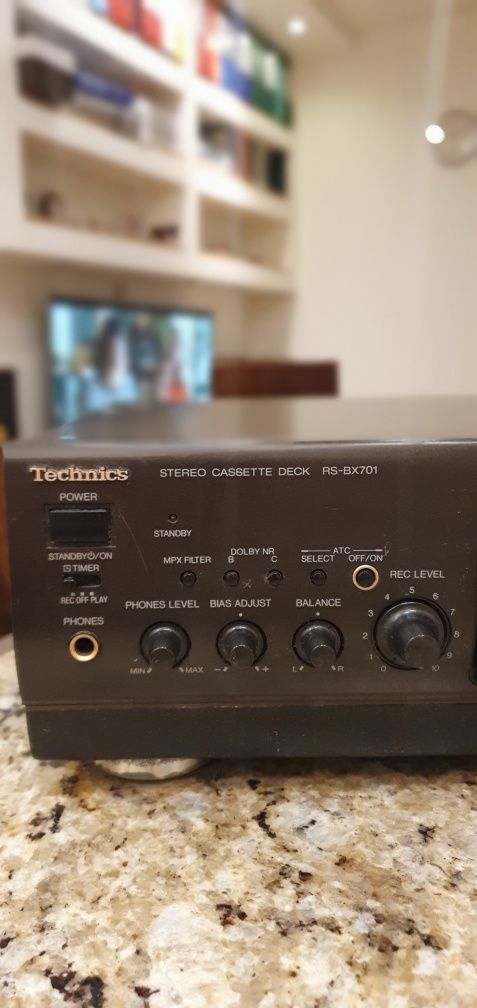 Technics STEREO CASSETTE DECK RS-BX701
POWER
STANDBY⏻/ON
STANDBY
TIMER
REC OFF PLAY
MPX FILTER
DOLBY NR
B C
ATC
SELECT OFF/ON
REC LEVEL
0 1 2 3 4 5 6 7 8 9 10
PHONES LEVEL
MIN MAX
BIAS ADJUST
- +
BALANCE
L R
PHONES